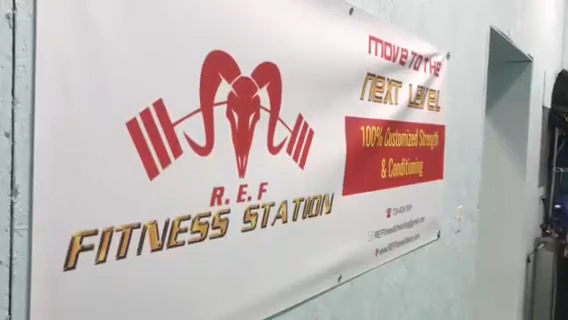 R.E.F
FITNESS STATION
MOVE TO THE
NEXT LEVEL
100% Customized Strength
& Conditioning